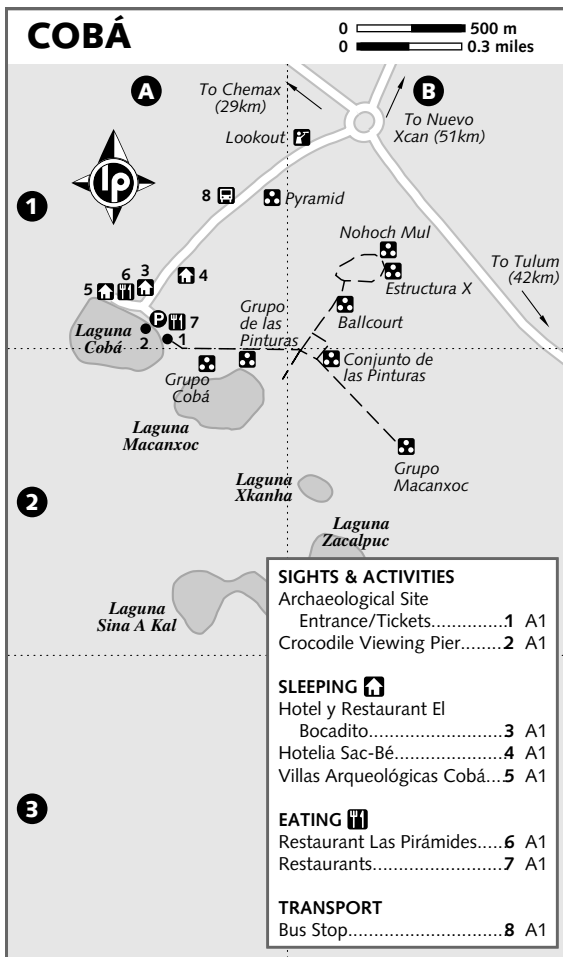 COBÁ
0 500 m
0 0.3 miles
A
B
To Chemax
(29km)
To Nuevo
Xcan (51km)
Lookout
lp
1
8
Pyramid
Nohoch Mul
To Tulum
(42km)
Estructura X
5 6 3 4
Ballcourt
P 7
Grupo
de las
Pinturas
Laguna
Cobá
2 1
Conjunto de
las Pinturas
Grupo
Cobá
Laguna
Macanxoc
Grupo
Macanxoc
2
Laguna
Xkanha
Laguna
Zacalpuc
Laguna
Sina A Kal
3
SIGHTS & ACTIVITIES
Archaeological Site
Entrance/Tickets..............1 A1
Crocodile Viewing Pier........2 A1
SLEEPING
Hotel y Restaurant El
Bocadito.........................3 A1
Hotelia Sac-Bé.....................4 A1
Villas Arqueológicas Cobá....5 A1
EATING
Restaurant Las Pirámides......6 A1
Restaurants........................7 A1
TRANSPORT
Bus Stop............................8 A1